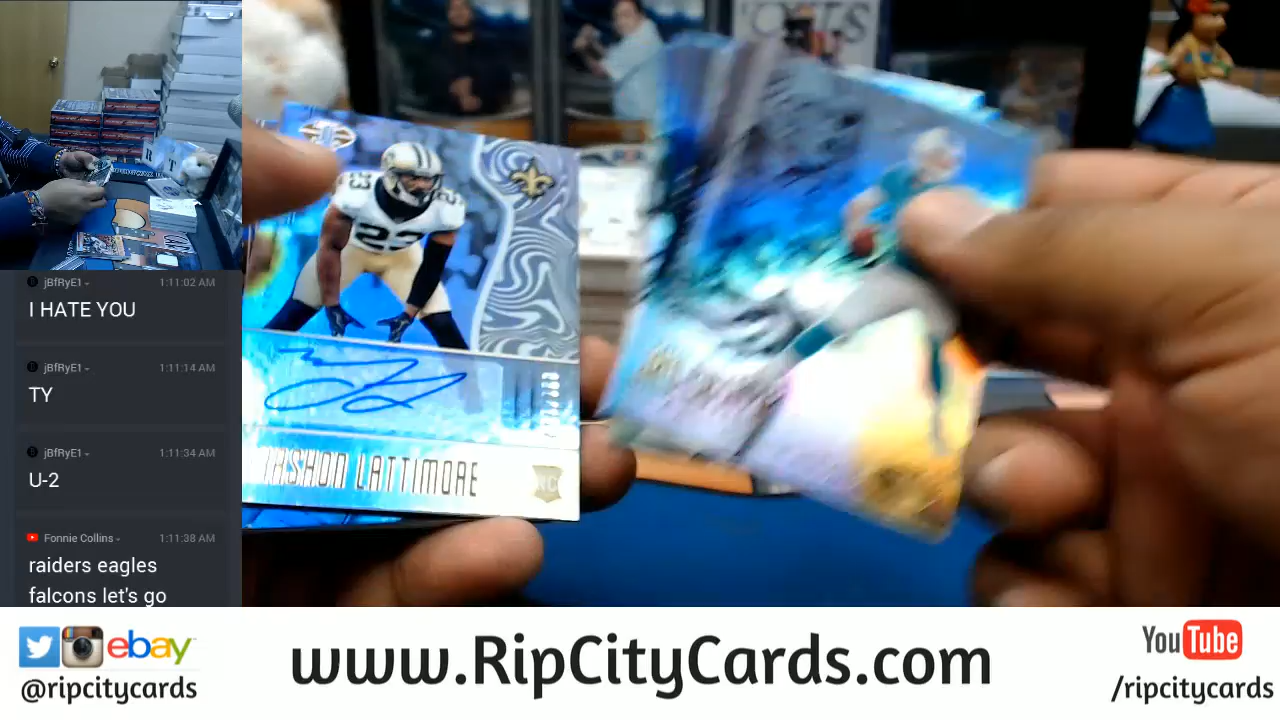 jBfRyE1 1:11:02 AM
I HATE YOU
jBfRyE1 1:11:14 AM
TY
jBfRyE1 1:11:34 AM
U-2
Fonnie Collins 1:11:38 AM
raiders eagles
falcons let's go
23
ASHON LATTIMORE
RC
ebay
@ripcitycards
www.RipCityCards.com
YouTube
/ripcitycards